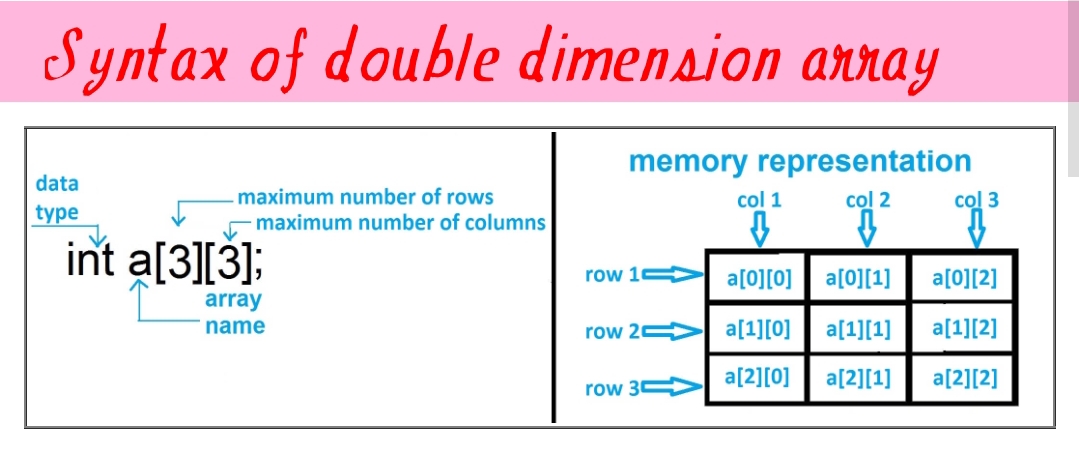 Syntax of double dimension array
data
type
maximum number of rows
maximum number of columns
int a[3][3];
array
name
memory representation
col 1 col 2 col 3
row 1 a[0][0] a[0][1] a[0][2]
row 2 a[1][0] a[1][1] a[1][2]
row 3 a[2][0] a[2][1] a[2][2]